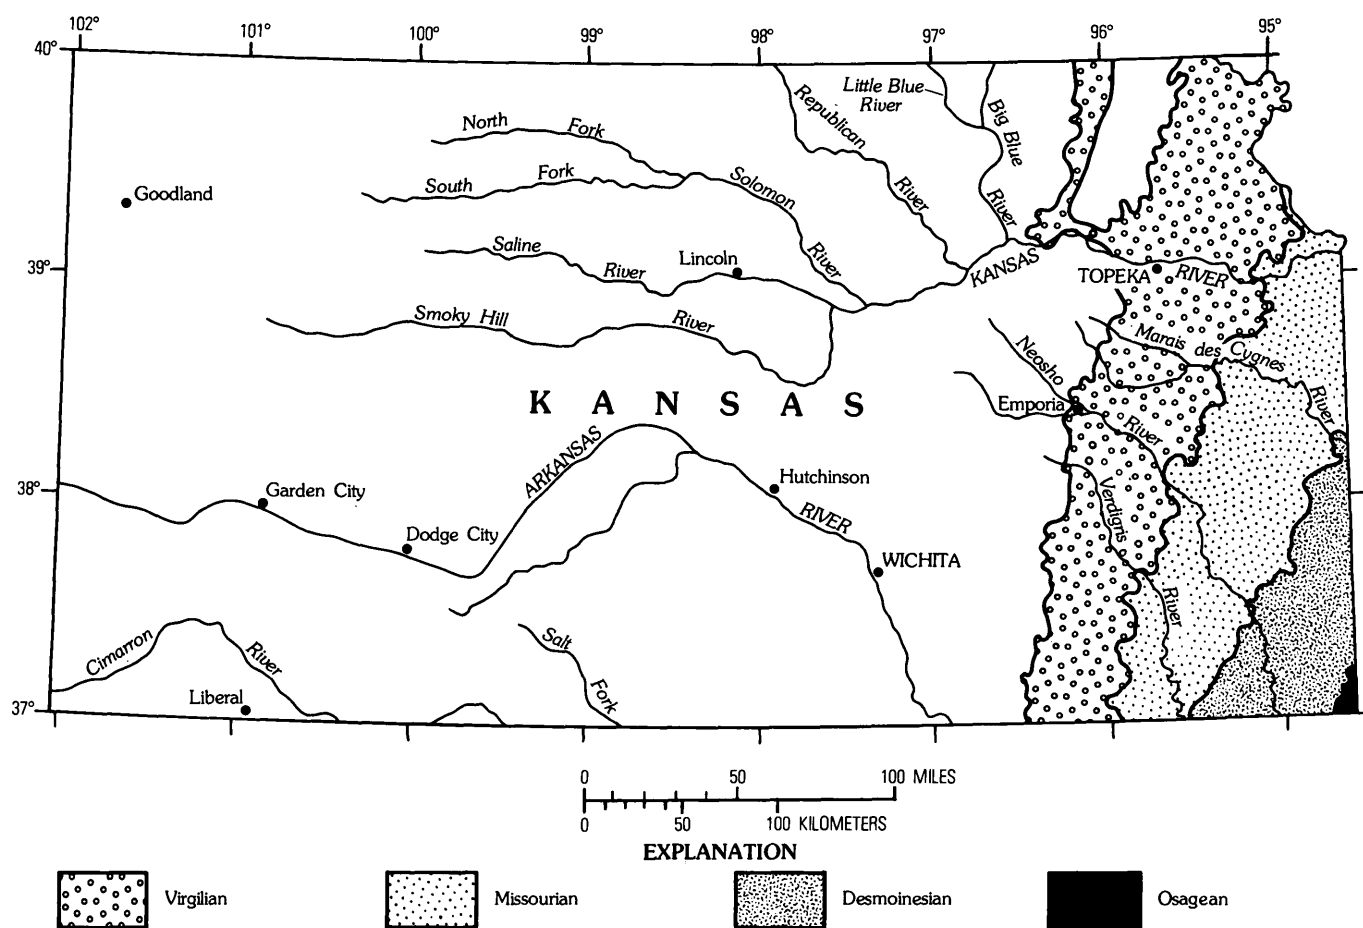 102° 101° 100° 99° 98° 97° 96° 95°
40°
Little Blue
River
Republican
River
Big Blue
River
North Fork
South Fork
Solomon
River
Goodland
Saline
River
Lincoln
39°
KANSAS
RIVER
TOPEKA
Smoky Hill
River
Neosho
River
Marais des Cygnes
River
KANSAS
Emporia
ARKANSAS
RIVER
Hutchinson
Verdigris
River
38°
Garden City
Dodge City
WICHITA
Cimarron
River
Salt
Fork
Liberal
37°
0 50 100 MILES
0 50 100 KILOMETERS
EXPLANATION
Virgilian Missourian Desmoinesian Osagean